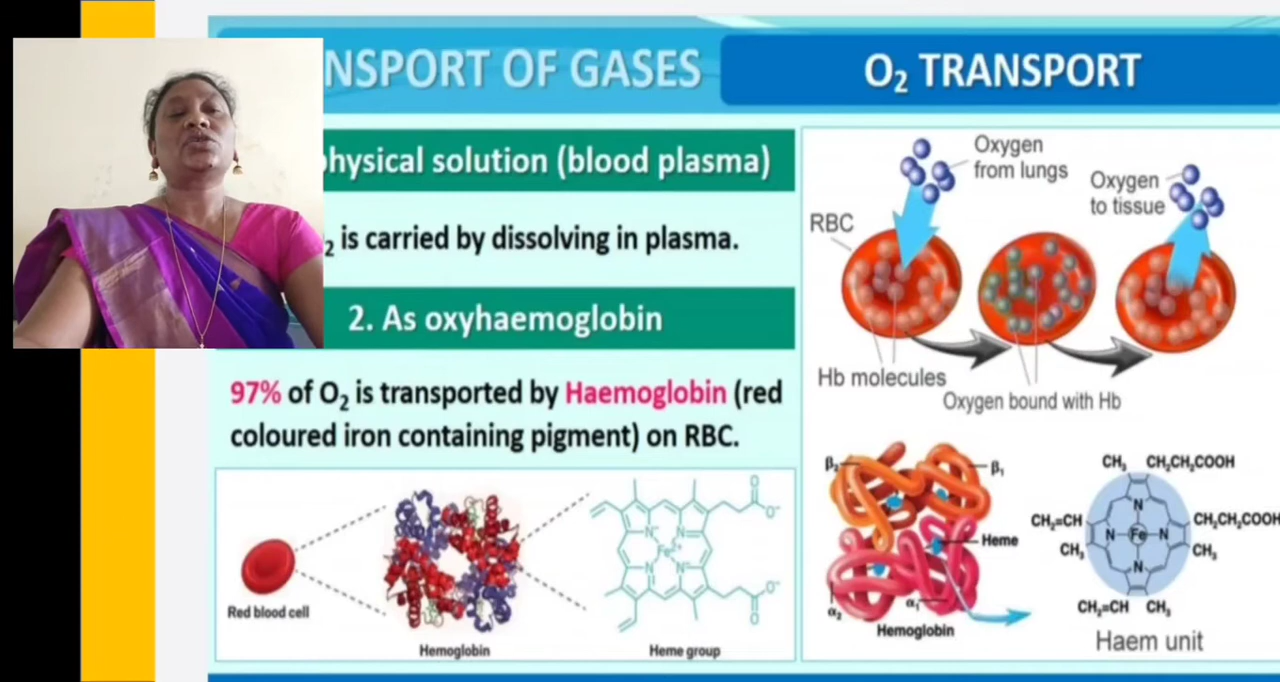 NSPORT OF GASES
O₂ TRANSPORT
hysical solution (blood plasma)
₂ is carried by dissolving in plasma.
2. As oxyhaemoglobin
97% of O₂ is transported by Haemoglobin (red
coloured iron containing pigment) on RBC.
Red blood cell
Hemoglobin
N⁻
N
Fe²⁺
N
N⁻
O
O⁻
O
O⁻
Heme group
Oxygen
from lungs
Oxygen
to tissue
RBC
Hb molecules
Oxygen bound with Hb
β₂
β₁
Heme
α₂
α₁
Hemoglobin
CH₃ CH₂CH₂COOH
CH₂=CH
CH₂CH₂COOH
N
N Fe N
N
CH₃
CH₃
CH₂=CH CH₃
Haem unit